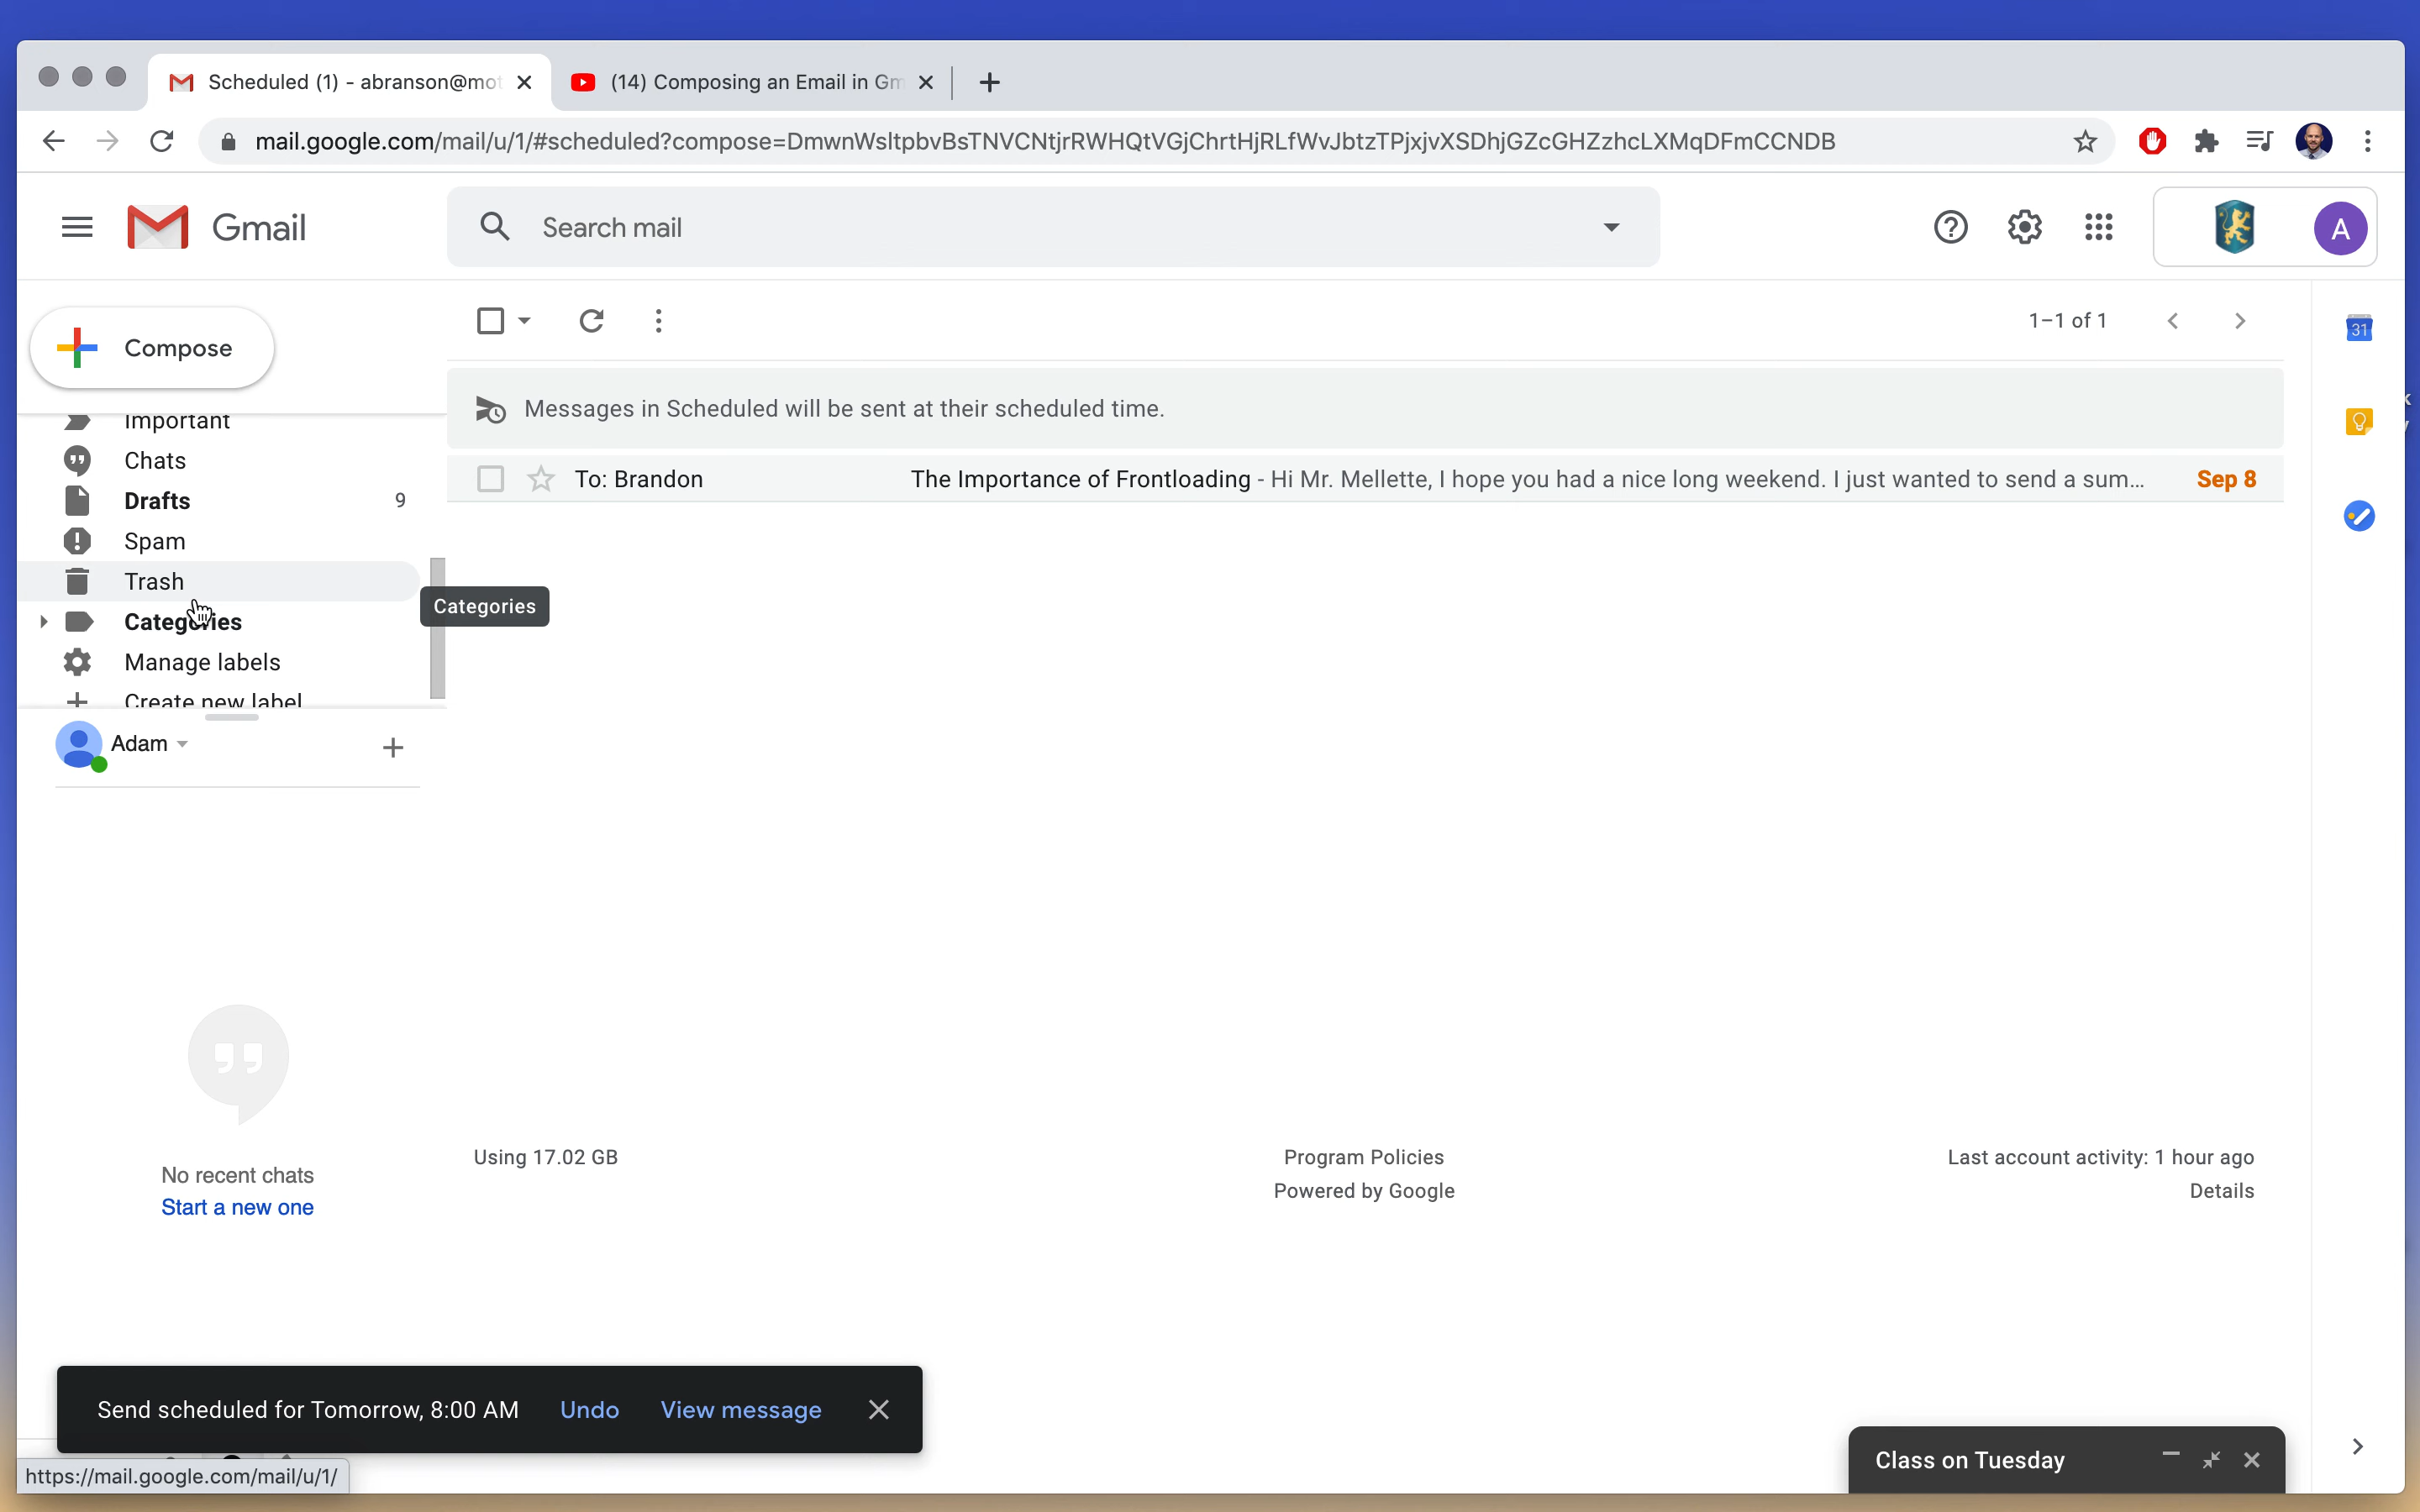 Scheduled (1) - abranson@mot
(14) Composing an Email in Gm
mail.google.com/mail/u/1/#scheduled?compose=DmwnWsltpbvBsTNVCNtjrRWHQtVGjChrtHjRLfWvJbtzTPjxjvXSDhjGZcGHZzhcLXMqDFmCCNDB
Gmail
Search mail
A
Compose
1–1 of 1
31
Important
Messages in Scheduled will be sent at their scheduled time.
Chats
To: Brandon The Importance of Frontloading - Hi Mr. Mellette, I hope you had a nice long weekend. I just wanted to send a sum... Sep 8
Drafts 9
Spam
Trash
Categories
Categories
Manage labels
Create new label
Adam
No recent chats
Start a new one
Using 17.02 GB
Program Policies
Powered by Google
Last account activity: 1 hour ago
Details
Send scheduled for Tomorrow, 8:00 AM Undo View message
Class on Tuesday
https://mail.google.com/mail/u/1/